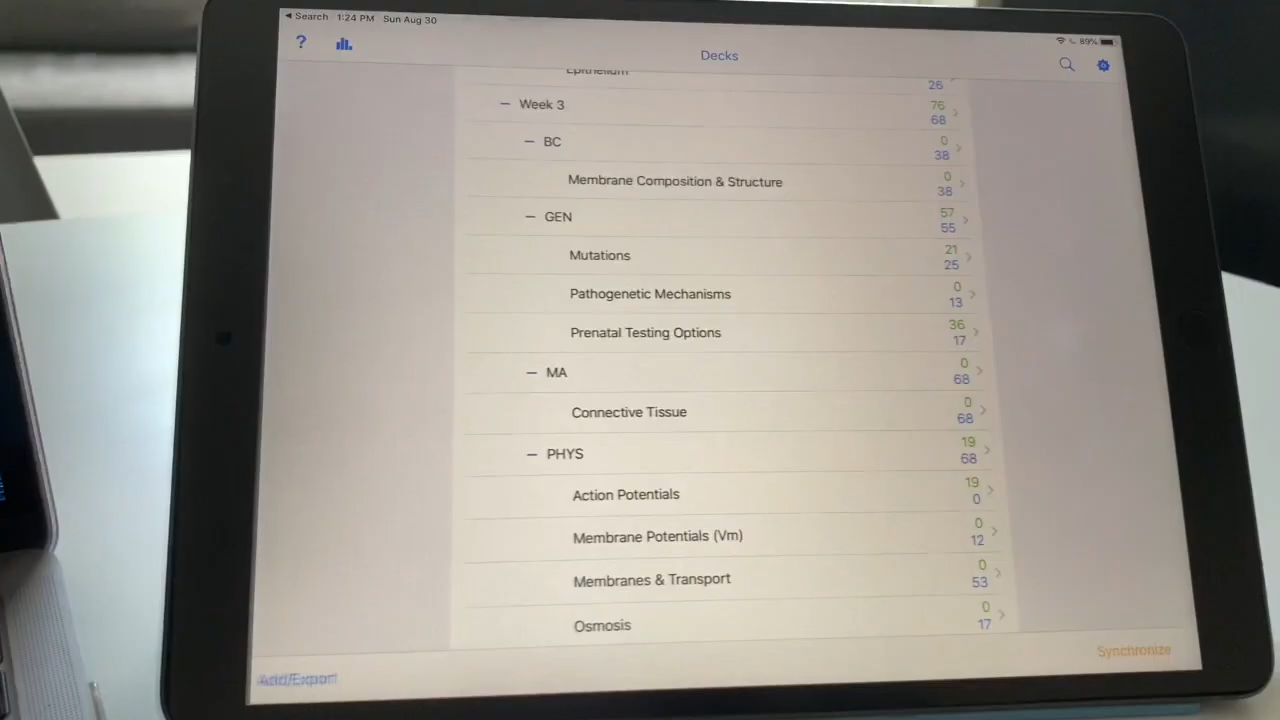 Search 1:24 PM Sun Aug 30
89%
?
Decks
Epithelium
26
Week 3
76
68
BC
0
38
Membrane Composition & Structure
0
38
GEN
57
55
Mutations
21
25
Pathogenetic Mechanisms
0
13
Prenatal Testing Options
36
17
MA
0
68
Connective Tissue
0
68
PHYS
19
68
Action Potentials
19
0
Membrane Potentials (Vm)
0
12
Membranes & Transport
0
53
Osmosis
0
17
Add/Export
Synchronize